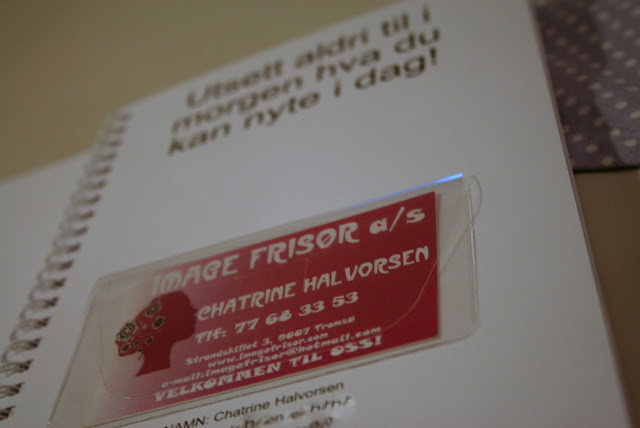 Utsett aldri til i
morgen hva du
kan nyte i dag!
IMAGE FRISØR a/s
CHATRINE HALVORSEN
Tlf: 77 68 33 53
Strandskillet 3, 9007 Tromsø
www.imagefrisor.com
e-mail:imagefrisor@hotmail.com
VELKOMMEN TIL OSS!
NAMN: Chatrine Halvorsen